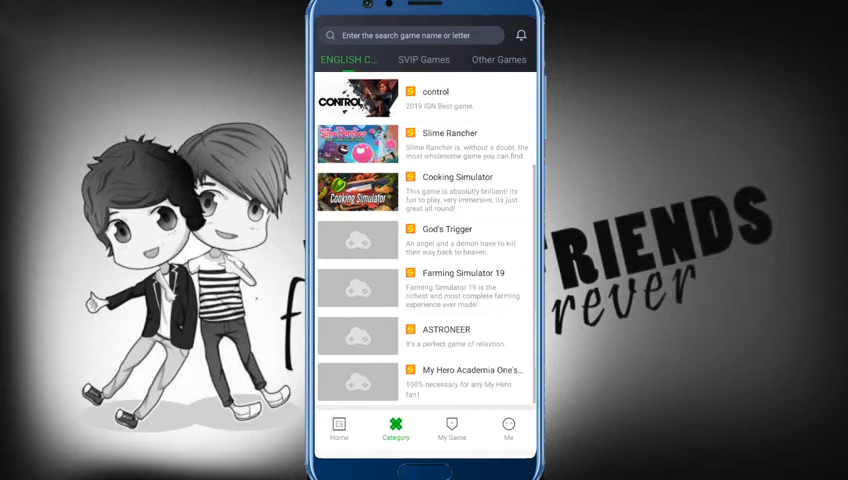 Enter the search game name or letter
ENGLISH C... SVIP Games Other Games
CONTROL
control
2019 IGN Best game.
Slime Rancher
Slime Rancher
Slime Rancher is, without a doubt, the
most wholesome game you can find.
Cooking Simulator
Cooking Simulator
This game is absolutly brilliant! its
fun to play, very immersive, its just
great all round!
God's Trigger
An angel and a demon have to kill
their way back to heaven.
Farming Simulator 19
Farming Simulator 19 is the
richest and most complete farming
experience ever made!
ASTRONEER
It's a perfect game of relaxtion.
My Hero Academia One's...
100% necessary for any My Hero
fan!
Home Category My Game Me
FRIENDS
rever